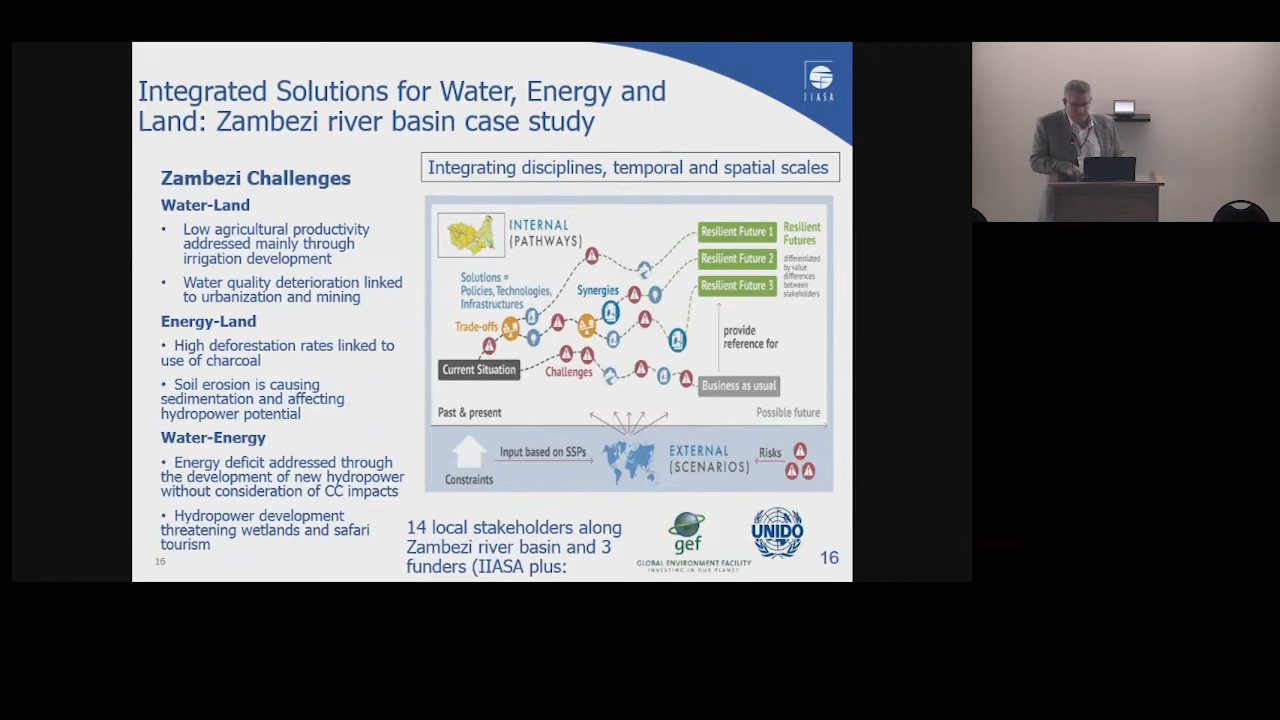 Integrated Solutions for Water, Energy and
Land: Zambezi river basin case study
IIASA
Zambezi Challenges
Water-Land
• Low agricultural productivity
addressed mainly through
irrigation development
• Water quality deterioration linked
to urbanization and mining
Energy-Land
• High deforestation rates linked to
use of charcoal
• Soil erosion is causing
sedimentation and affecting
hydropower potential
Water-Energy
• Energy deficit addressed through
the development of new hydropower
without consideration of CC impacts
• Hydropower development
threatening wetlands and safari
tourism
16
Integrating disciplines, temporal and spatial scales
INTERNAL
(PATHWAYS)
Solutions =
Policies, Technologies,
Infrastructures
Synergies
Trade-offs
Current Situation
Challenges
Resilient Future 1
Resilient Future 2
Resilient Future 3
Resilient
Futures
differentiated
by value
differences
between
stakeholders
provide
reference for
Business as usual
Past & present
Possible future
Constraints
Input based on SSPs
EXTERNAL
(SCENARIOS)
Risks
14 local stakeholders along
Zambezi river basin and 3
funders (IIASA plus:
gef
GLOBAL ENVIRONMENT FACILITY
INVESTING IN OUR PLANET
UNIDO
16